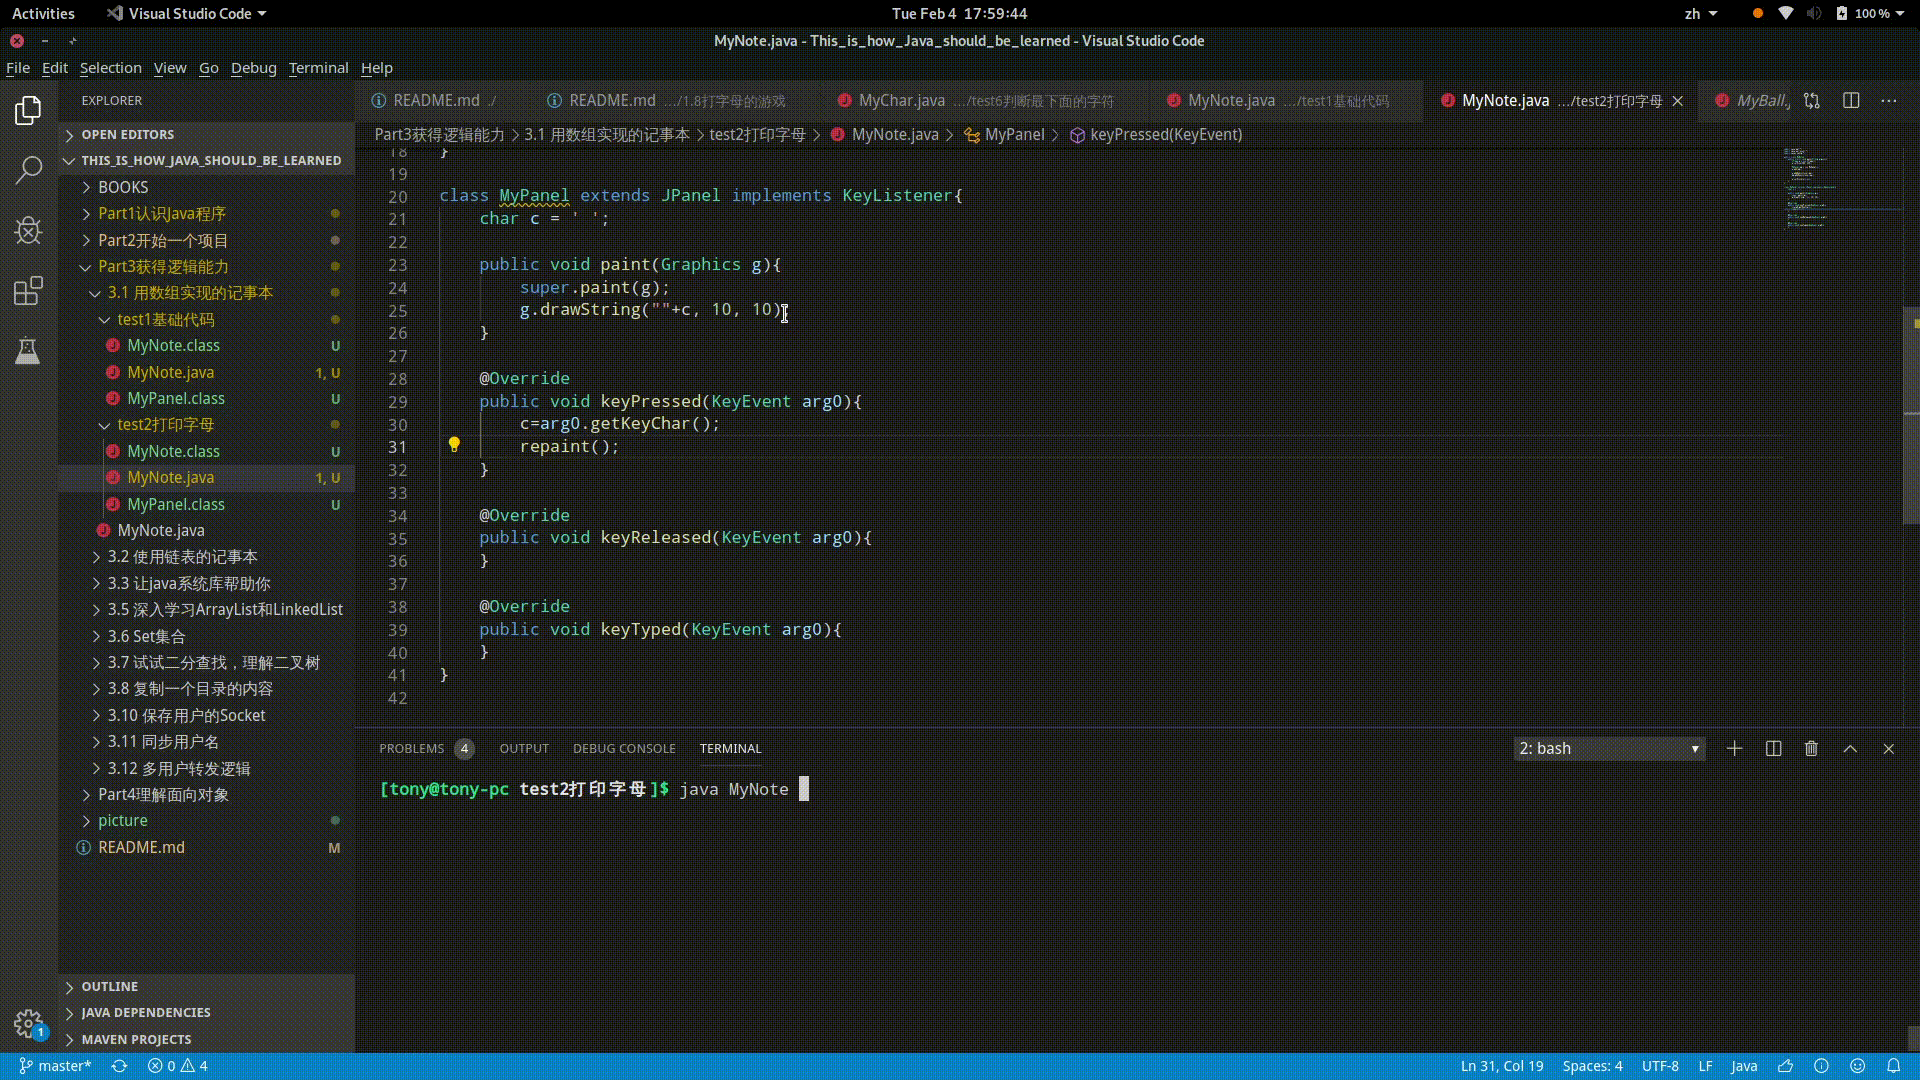 Activities Visual Studio Code Tue Feb 4 17:59:44 zh 100 %
MyNote.java - This_is_how_Java_should_be_learned - Visual Studio Code
File Edit Selection View Go Debug Terminal Help
EXPLORER
OPEN EDITORS
THIS_IS_HOW_JAVA_SHOULD_BE_LEARNED
BOOKS
Part1认识Java程序
Part2开始一个项目
Part3获得逻辑能力
3.1 用数组实现的记事本
test1基础代码
MyNote.class U
MyNote.java 1, U
MyPanel.class U
test2打印字母
MyNote.class U
MyNote.java 1, U
MyPanel.class U
MyNote.java
3.2 使用链表的记事本
3.3 让java系统库帮助你
3.5 深入学习ArrayList和LinkedList
3.6 Set集合
3.7 试试二分查找，理解二叉树
3.8 复制一个目录的内容
3.10 保存用户的Socket
3.11 同步用户名
3.12 多用户转发逻辑
Part4理解面向对象
picture
README.md M
OUTLINE
JAVA DEPENDENCIES
MAVEN PROJECTS
README.md ./ README.md .../1.8打字母的游戏 MyChar.java .../test6判断最下面的字符 MyNote.java .../test1基础代码 MyNote.java .../test2打印字母 MyBall.
Part3获得逻辑能力 > 3.1 用数组实现的记事本 > test2打印字母 > MyNote.java > MyPanel > keyPressed(KeyEvent)
18 }
19
20 class MyPanel extends JPanel implements KeyListener{
21 char c = ' ';
22
23 public void paint(Graphics g){
24 super.paint(g);
25 g.drawString(""+c, 10, 10);
26 }
27
28 @Override
29 public void keyPressed(KeyEvent arg0){
30 c=arg0.getKeyChar();
31 repaint();
32 }
33
34 @Override
35 public void keyReleased(KeyEvent arg0){
36 }
37
38 @Override
39 public void keyTyped(KeyEvent arg0){
40 }
41 }
42
PROBLEMS 4 OUTPUT DEBUG CONSOLE TERMINAL 2: bash
[tony@tony-pc test2打印字母]$ java MyNote
1
master* 0 4 Ln 31, Col 19 Spaces: 4 UTF-8 LF Java